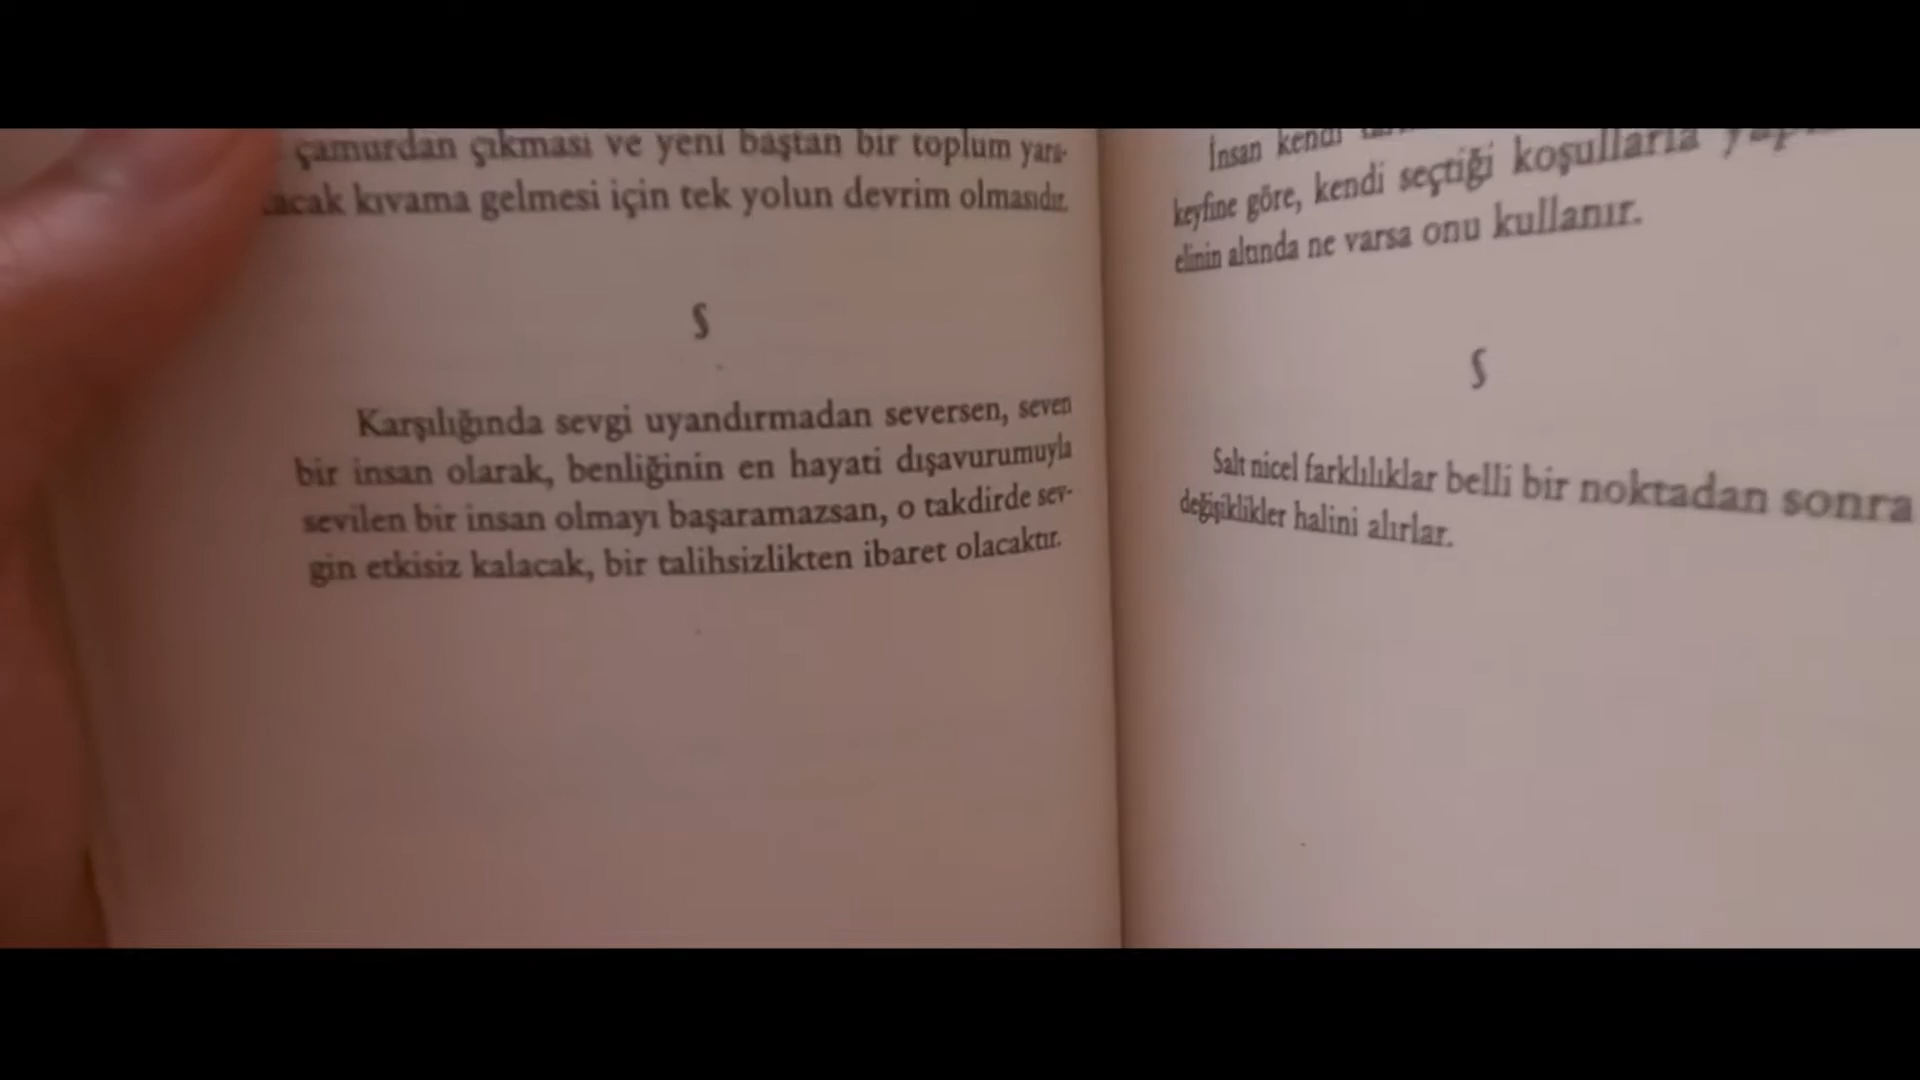 çamurdan çıkması ve yeni baştan bir toplum yara-
acak kıvama gelmesi için tek yolun devrim olmasıdır.
§
Karşılığında sevgi uyandırmadan seversen, seven
bir insan olarak, benliğinin en hayati dışavurumuyla
sevilen bir insan olmayı başaramazsan, o takdirde sev-
gin etkisiz kalacak, bir talihsizlikten ibaret olacaktır.
İnsan kendi
keyfine göre, kendi seçtiği koşullarla
elinin altında ne varsa onu kullanır.
§
Salt nicel farklılıklar belli bir noktadan sonra
değişiklikler halini alırlar.